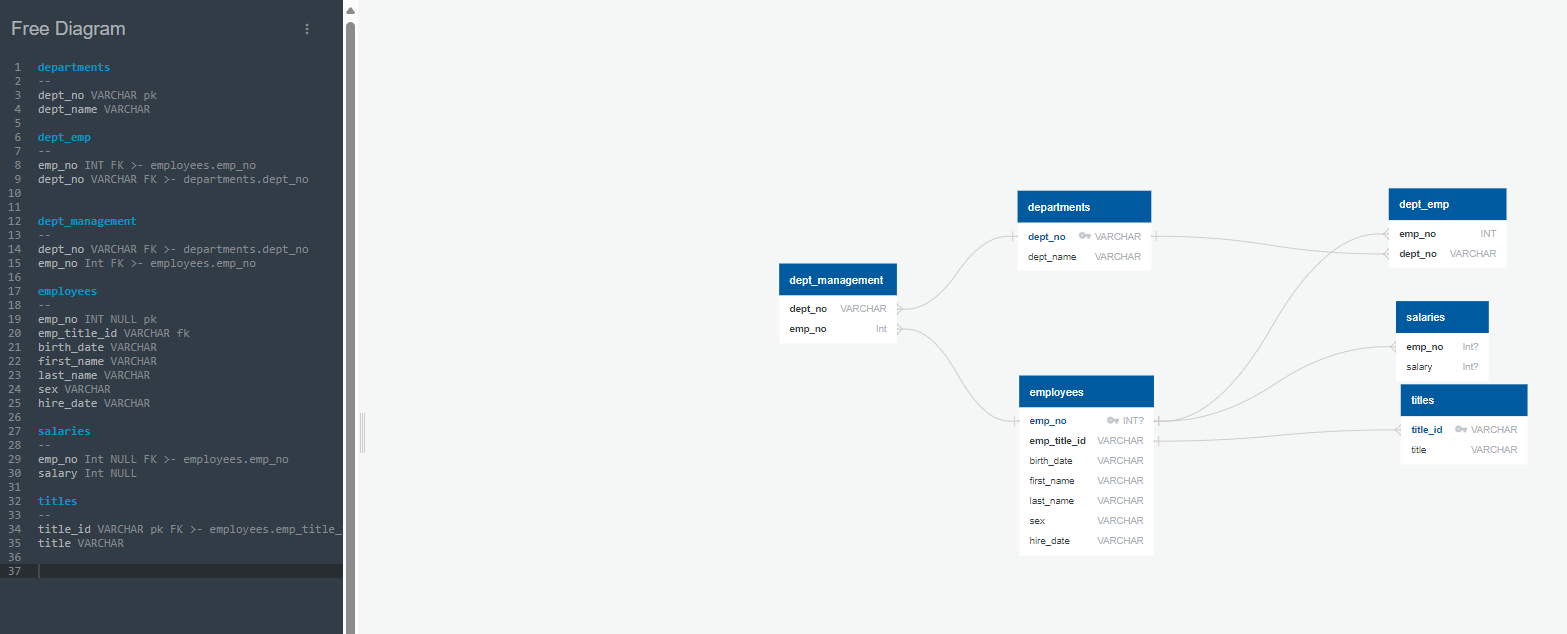 Free Diagram
1 departments
2 --
3 dept_no VARCHAR pk
4 dept_name VARCHAR
5
6 dept_emp
7 --
8 emp_no INT FK >- employees.emp_no
9 dept_no VARCHAR FK >- departments.dept_no
10
11
12 dept_management
13 --
14 dept_no VARCHAR FK >- departments.dept_no
15 emp_no Int FK >- employees.emp_no
16
17 employees
18 --
19 emp_no INT NULL pk
20 emp_title_id VARCHAR fk
21 birth_date VARCHAR
22 first_name VARCHAR
23 last_name VARCHAR
24 sex VARCHAR
25 hire_date VARCHAR
26
27 salaries
28 --
29 emp_no Int NULL FK >- employees.emp_no
30 salary Int NULL
31
32 titles
33 --
34 title_id VARCHAR pk FK >- employees.emp_title_
35 title VARCHAR
36
37
dept_management
dept_no VARCHAR
emp_no Int
departments
dept_no VARCHAR
dept_name VARCHAR
employees
emp_no INT?
emp_title_id VARCHAR
birth_date VARCHAR
first_name VARCHAR
last_name VARCHAR
sex VARCHAR
hire_date VARCHAR
dept_emp
emp_no INT
dept_no VARCHAR
salaries
emp_no Int?
salary Int?
titles
title_id VARCHAR
title VARCHAR